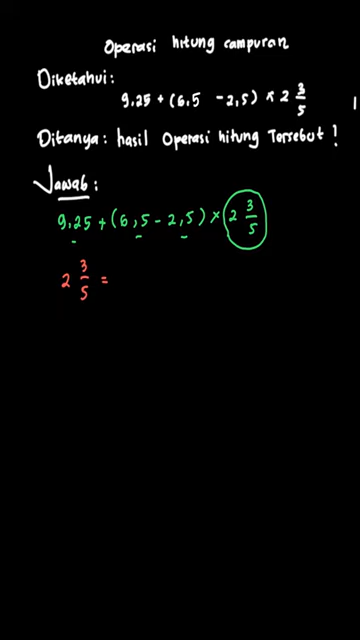 Operasi hitung campuran
Diketahui:
9,25 + (6,5 - 2,5) × 2 3/5
Ditanya: hasil Operasi hitung Tersebut!
Jawab:
9,25 + (6,5 - 2,5) × 2 3/5
2 3/5 =